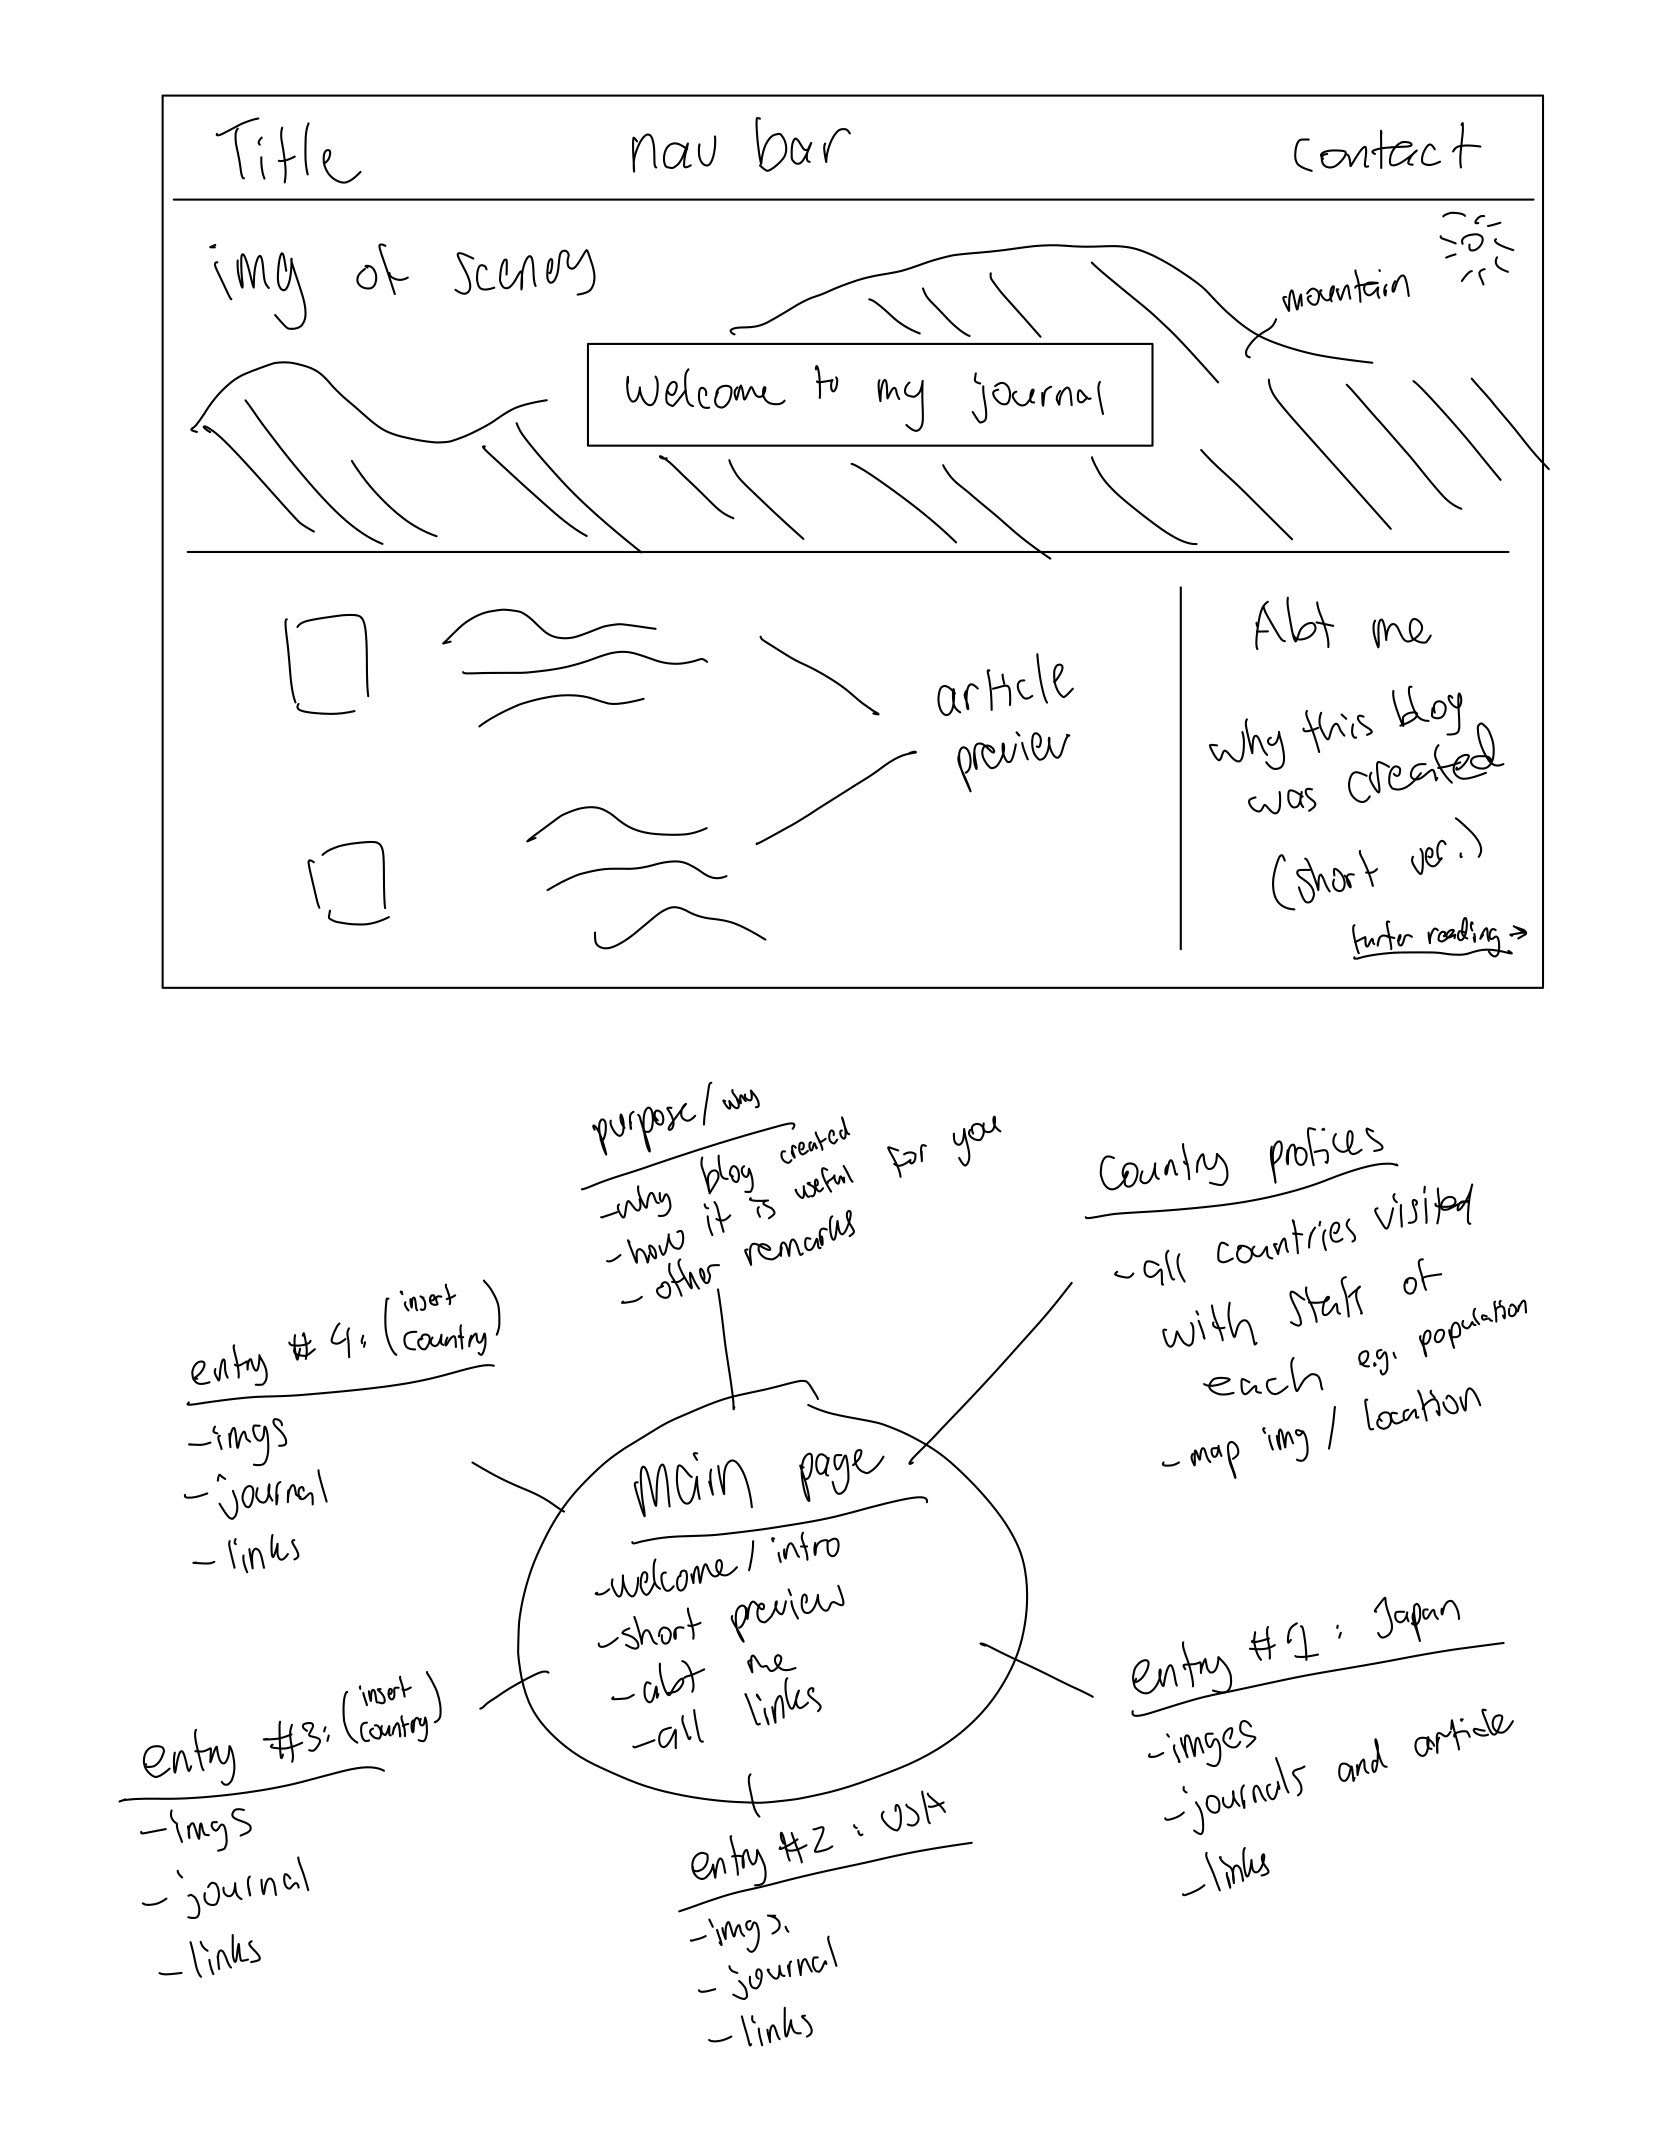 Title nav bar contact
img of scenery
mountain
Welcome to my journal
article
preview
Abt me
why this blog
was created
(short ver.)
furter reading →
purpose/why
- why blog created
- how it is useful for you
- other remarks
Country profices
- all countries visited
with stats of
each e.g. population
- map img / location
entry #4: (insert
country)
- imgs
- journal
- links
main page
- welcome/intro
- short preview
- abt me
- all links
entry #1: Japan
- imges
- journals and article
- links
entry #3: (insert
country)
- imgs
- journal
- links
entry #2: USA
- imgs.
- journal
- links